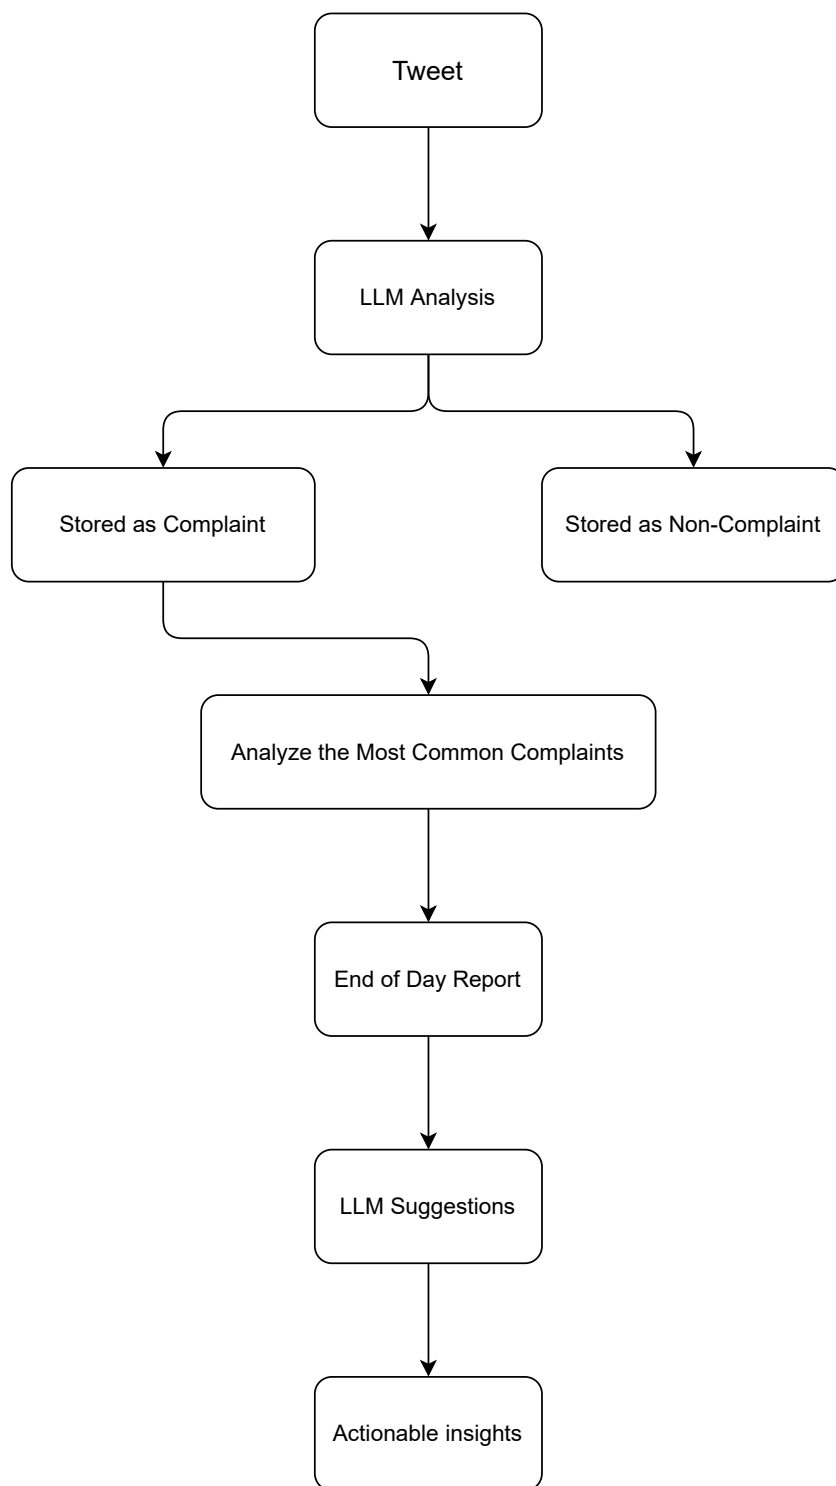 Tweet
LLM Analysis
Stored as Complaint
Stored as Non-Complaint
Analyze the Most Common Complaints
End of Day Report
LLM Suggestions
Actionable insights